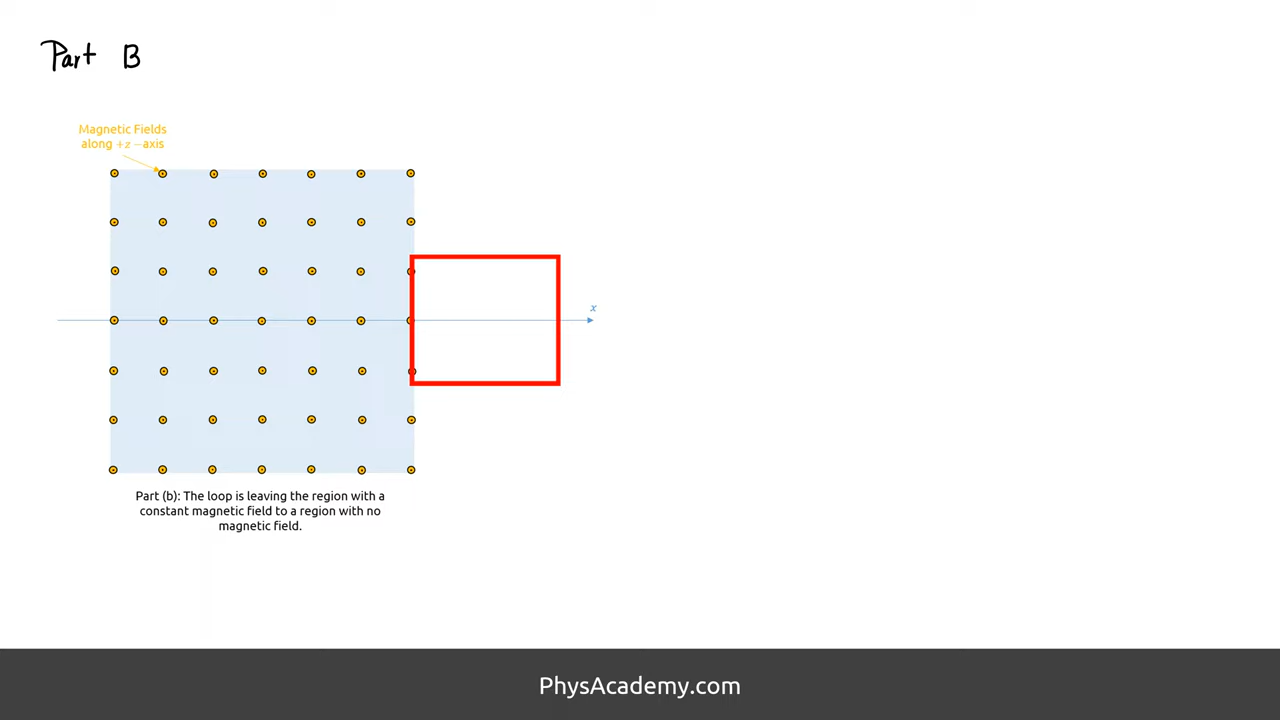 Part B
Magnetic Fields
along +z −axis
x
Part (b): The loop is leaving the region with a
constant magnetic field to a region with no
magnetic field.
PhysAcademy.com